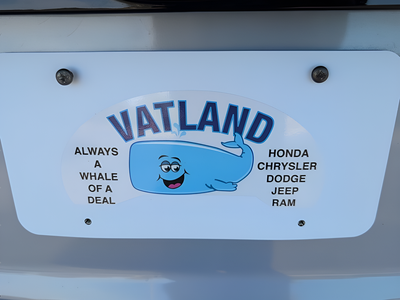 VATLAND
ALWAYS
A
WHALE
OF A
DEAL
HONDA
CHRYSLER
DODGE
JEEP
RAM